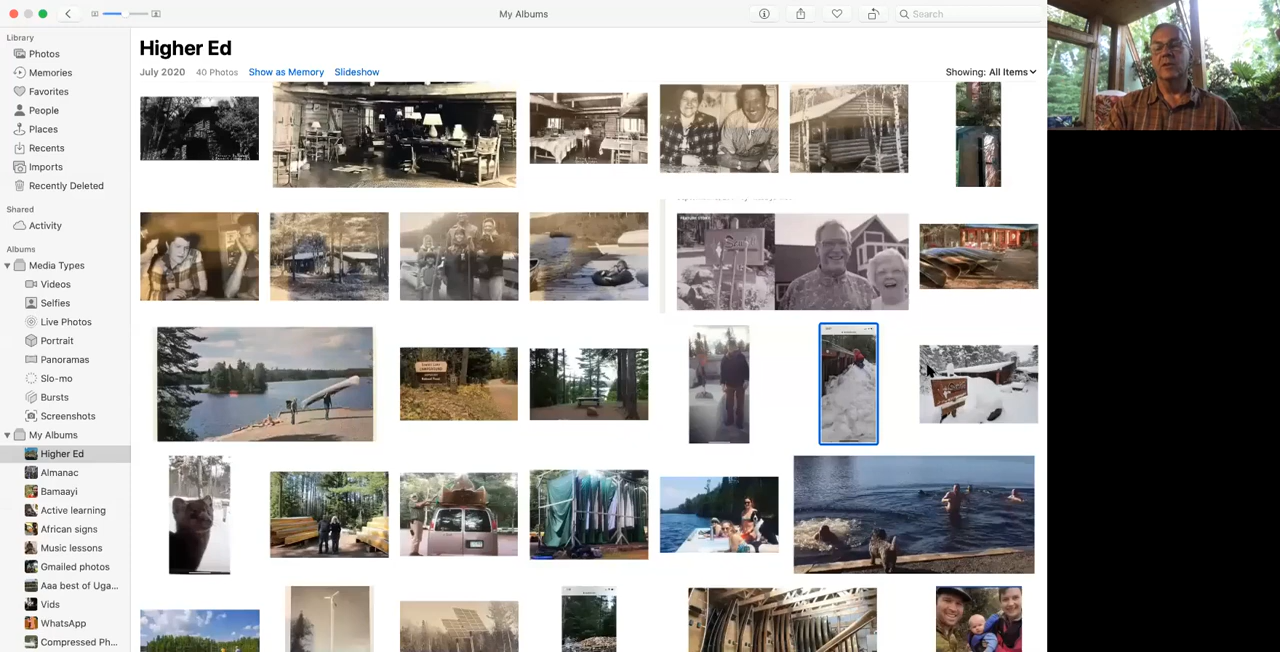 My Albums
Search
Library
Photos
Memories
Favorites
People
Places
Recents
Imports
Recently Deleted
Shared
Activity
Albums
Media Types
Videos
Selfies
Live Photos
Portrait
Panoramas
Slo-mo
Bursts
Screenshots
My Albums
Higher Ed
Almanac
Bamaayi
Active learning
African signs
Music lessons
Gmailed photos
Aaa best of Uga...
Vids
WhatsApp
Compressed Ph...
Higher Ed
July 2020 40 Photos Show as Memory Slideshow
Showing: All Items